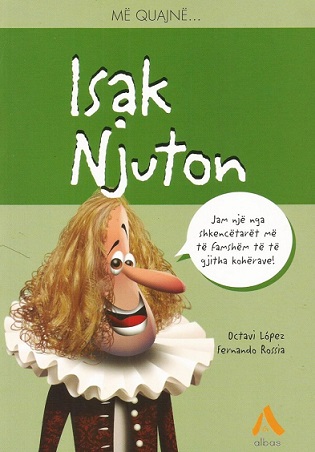 MË QUAJNË...
Isak
Njuton
Jam një nga
shkencëtarët më
të famshëm të të
gjitha kohërave!
Octavi López
Fernando Rossia
albas